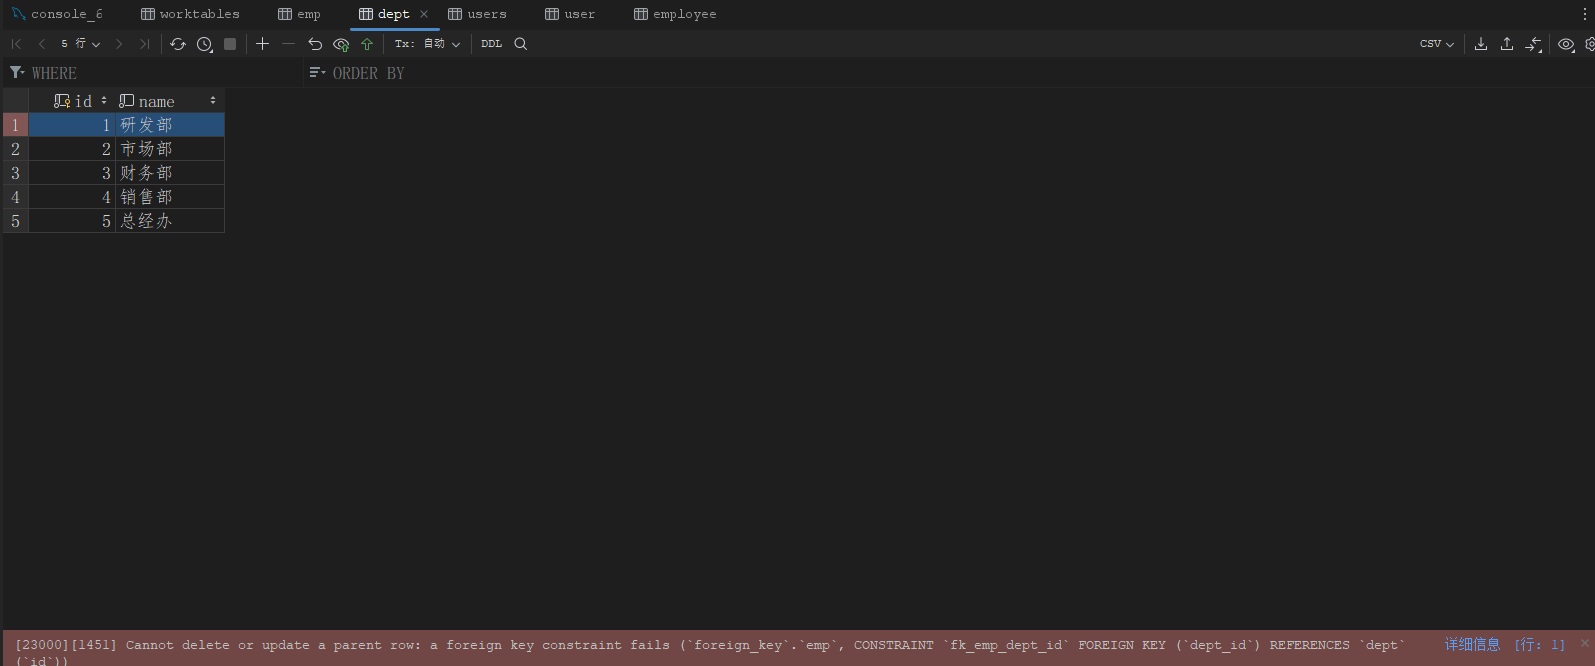 console_6 worktables emp dept users user employee
5 行 Tx: 自动 DDL CSV
WHERE ORDER BY
id name
1 1 研发部
2 2 市场部
3 3 财务部
4 4 销售部
5 5 总经办
[23000][1451] Cannot delete or update a parent row: a foreign key constraint fails (`foreign_key`.`emp`, CONSTRAINT `fk_emp_dept_id` FOREIGN KEY (`dept_id`) REFERENCES `dept` 详细信息 [行: 1]
(`id`))